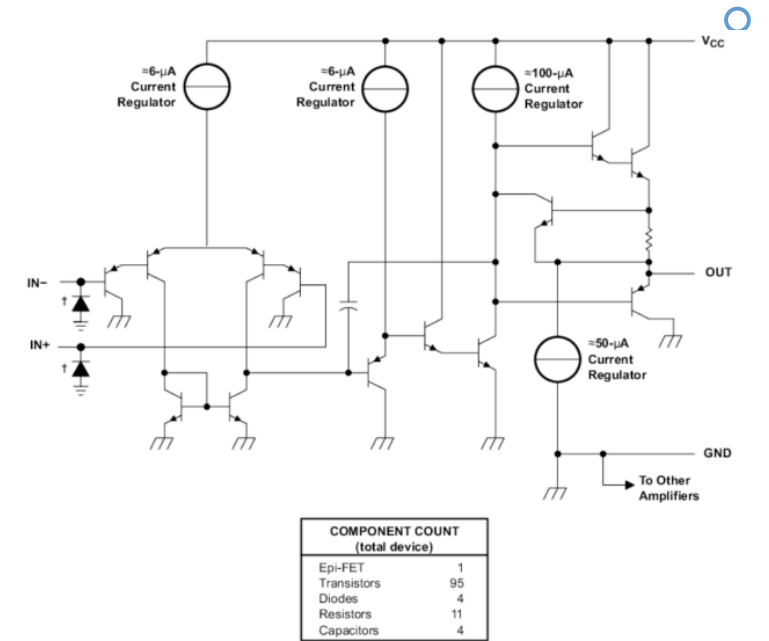 VCC
≈6-µA
Current
Regulator
≈6-µA
Current
Regulator
≈100-µA
Current
Regulator
IN−
†
IN+
†
OUT
≈50-µA
Current
Regulator
GND
To Other
Amplifiers
COMPONENT COUNT
(total device)
Epi-FET 1
Transistors 95
Diodes 4
Resistors 11
Capacitors 4